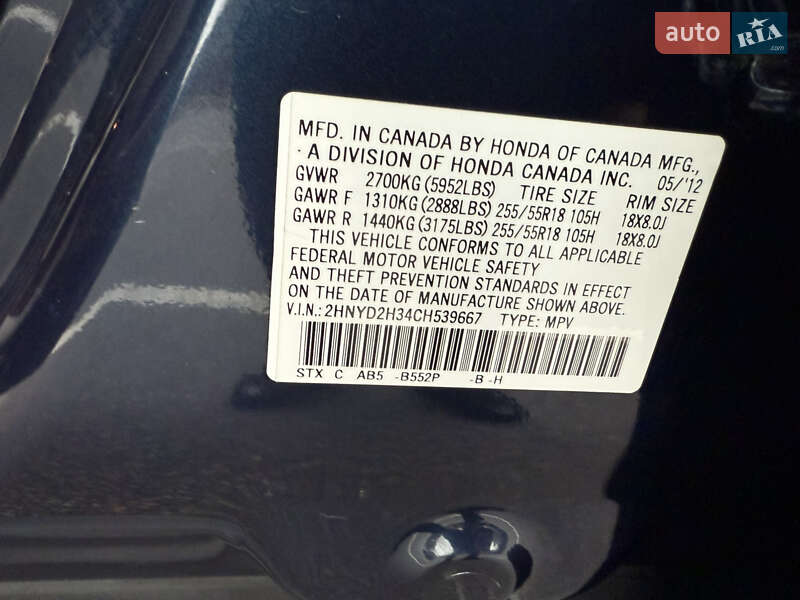 auto RIA.com
MFD. IN CANADA BY HONDA OF CANADA MFG.,
A DIVISION OF HONDA CANADA INC. 05/'12
GVWR 2700KG(5952LBS) TIRE SIZE RIM SIZE
GAWR F 1310KG(2888LBS) 255/55R18 105H 18X8.0J
GAWR R 1440KG(3175LBS) 255/55R18 105H 18X8.0J
THIS VEHICLE CONFORMS TO ALL APPLICABLE
FEDERAL MOTOR VEHICLE SAFETY
AND THEFT PREVENTION STANDARDS IN EFFECT
ON THE DATE OF MANUFACTURE SHOWN ABOVE.
V.I.N.: 2HNYD2H34CH539667 TYPE: MPV
STX C AB5 -B552P -B -H